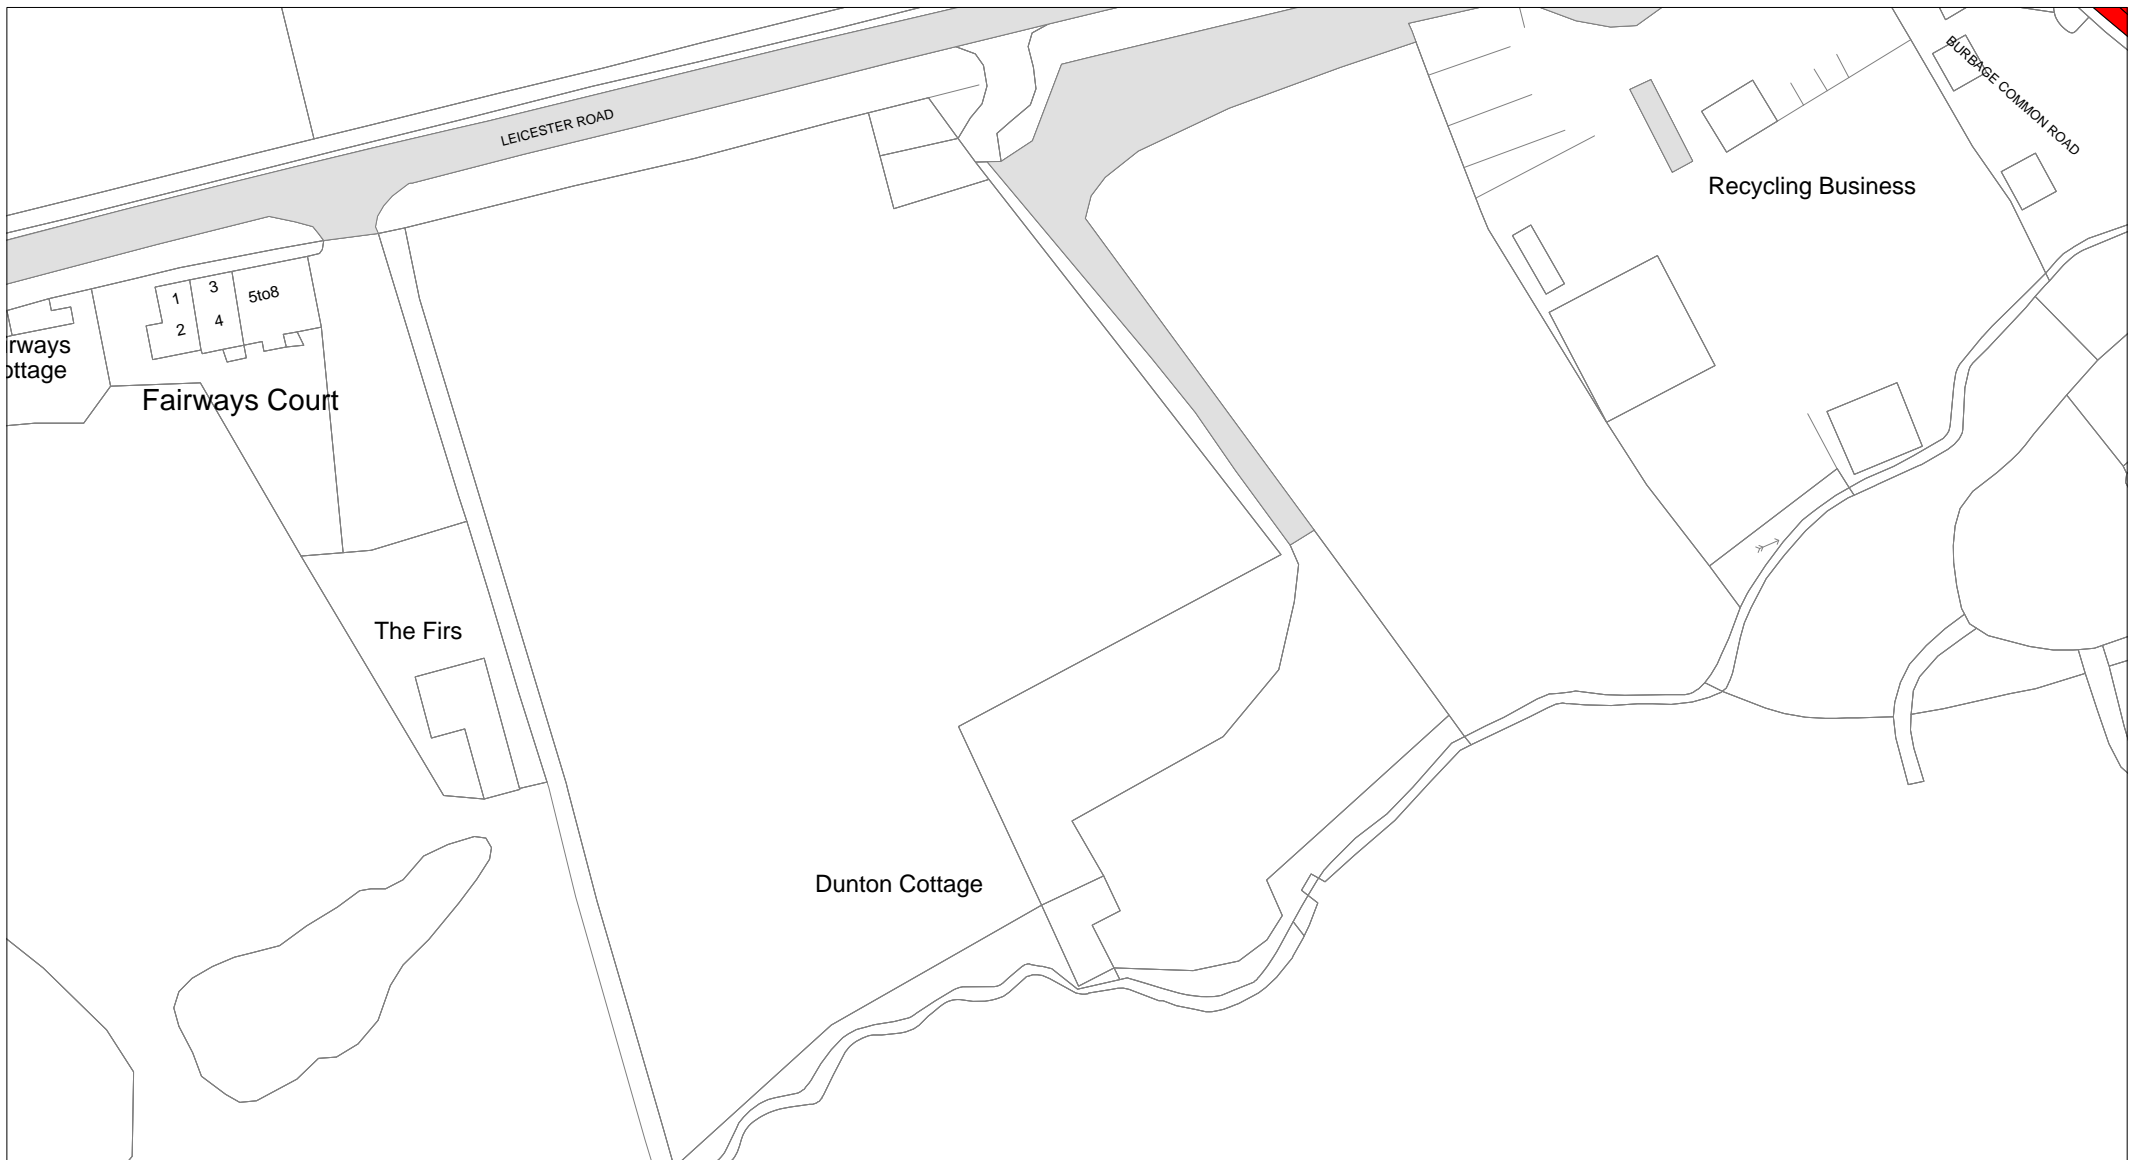 LEICESTER ROAD
BURBAGE COMMON ROAD
Recycling Business
1
3
5to8
2
4
rways
ottage
Fairways Court
The Firs
Dunton Cottage